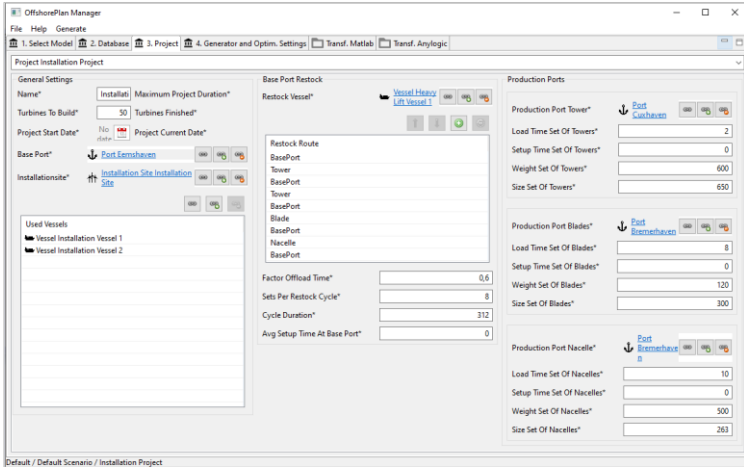 OffshorePlan Manager
File Help Generate
1. Select Model 2. Database 3. Project 4. Generator and Optim. Settings Transf. Matlab Transf. Anylogic
Project Installation Project
General Settings
Name* Installati Maximum Project Duration*
Turbines To Build* 50 Turbines Finished*
Project Start Date* No date Project Current Date*
Base Port* Port Eemshaven
Installationsite* Installation Site Installation Site
Used Vessels
Vessel Installation Vessel 1
Vessel Installation Vessel 2
Base Port Restock
Restock Vessel* Vessel Heavy Lift Vessel 1
Restock Route
BasePort
Tower
BasePort
Tower
BasePort
Blade
BasePort
Nacelle
BasePort
Factor Offload Time* 0,6
Sets Per Restock Cycle* 8
Cycle Duration* 312
Avg Setup Time At Base Port* 0
Production Ports
Production Port Tower* Port Cuxhaven
Load Time Set Of Towers* 2
Setup Time Set Of Towers* 0
Weight Set Of Towers* 600
Size Set Of Towers* 650
Production Port Blades* Port Bremerhaven
Load Time Set Of Blades* 8
Setup Time Set Of Blades* 0
Weight Set Of Blades* 120
Size Set Of Blades* 300
Production Port Nacelle* Port Bremerhaven
Load Time Set Of Nacelles* 10
Setup Time Set Of Nacelles* 0
Weight Set Of Nacelles* 500
Size Set Of Nacelles* 263
Default / Default Scenario / Installation Project